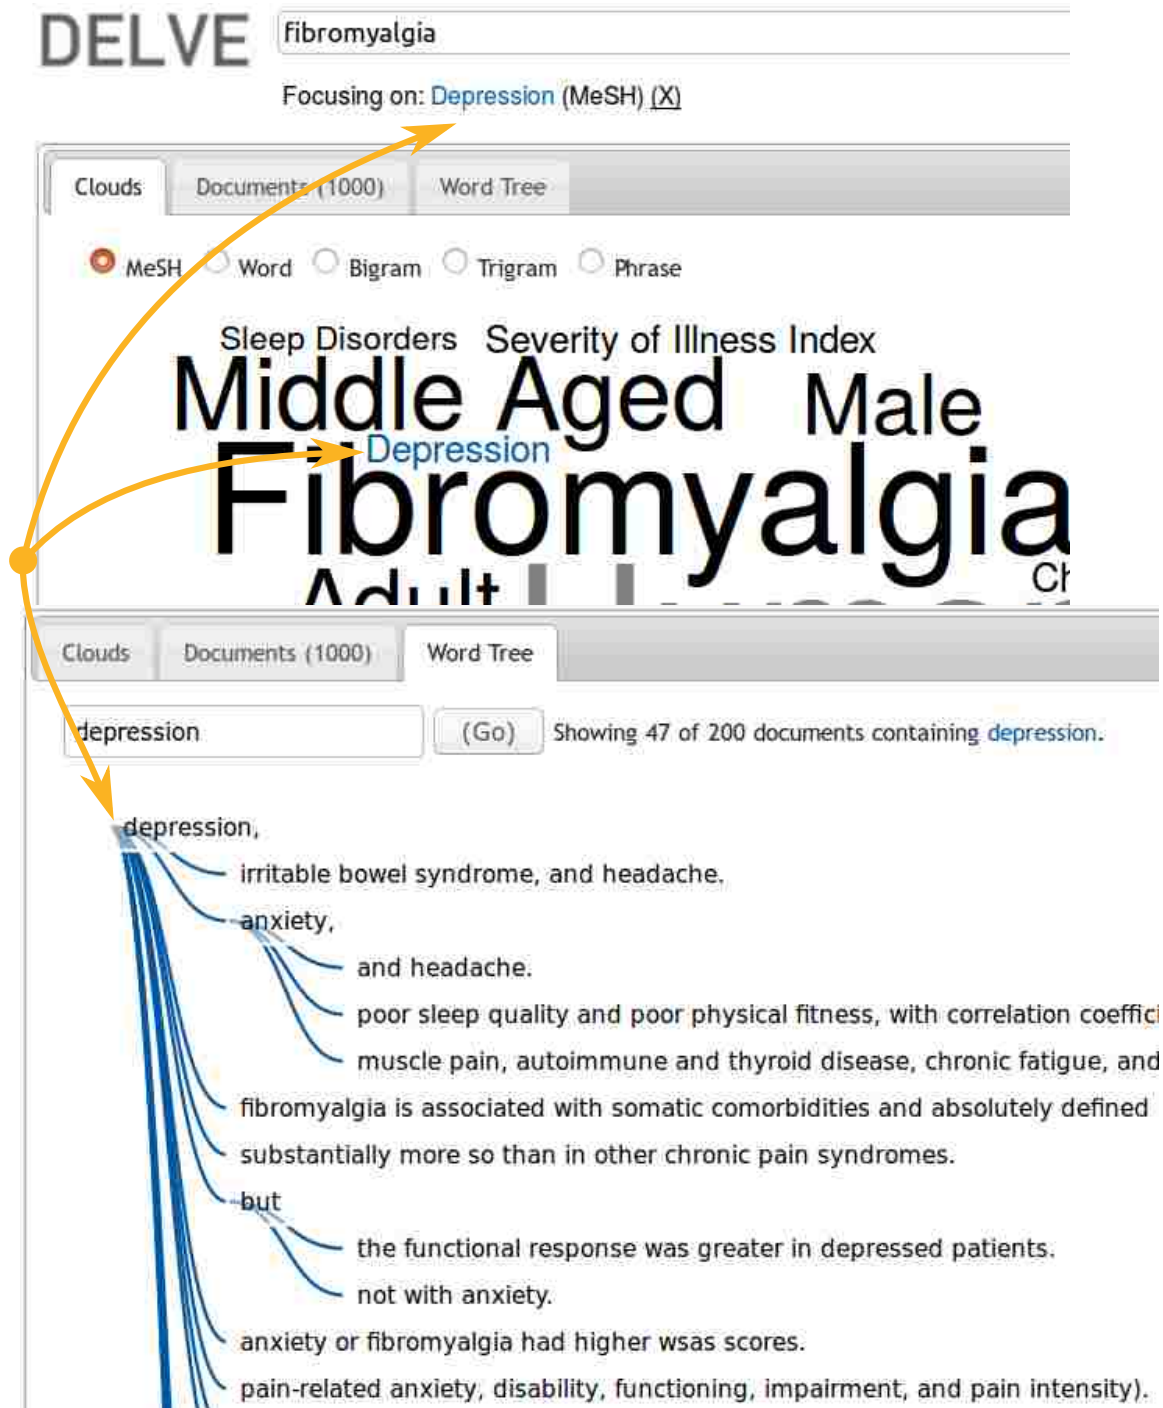 DELVE fibromyalgia
Focusing on: Depression (MeSH) (X)
Clouds Documents (1000) Word Tree
MeSH Word Bigram Trigram Phrase
Sleep Disorders Severity of Illness Index
Middle Aged Male
Depression
Fibromyalgia
Adult
Clouds Documents (1000) Word Tree
depression (Go) Showing 47 of 200 documents containing depression.
depression,
irritable bowel syndrome, and headache.
anxiety,
and headache.
poor sleep quality and poor physical fitness, with correlation coeffici
muscle pain, autoimmune and thyroid disease, chronic fatigue, and
fibromyalgia is associated with somatic comorbidities and absolutely defined
substantially more so than in other chronic pain syndromes.
but
the functional response was greater in depressed patients.
not with anxiety.
anxiety or fibromyalgia had higher wsas scores.
pain-related anxiety, disability, functioning, impairment, and pain intensity).